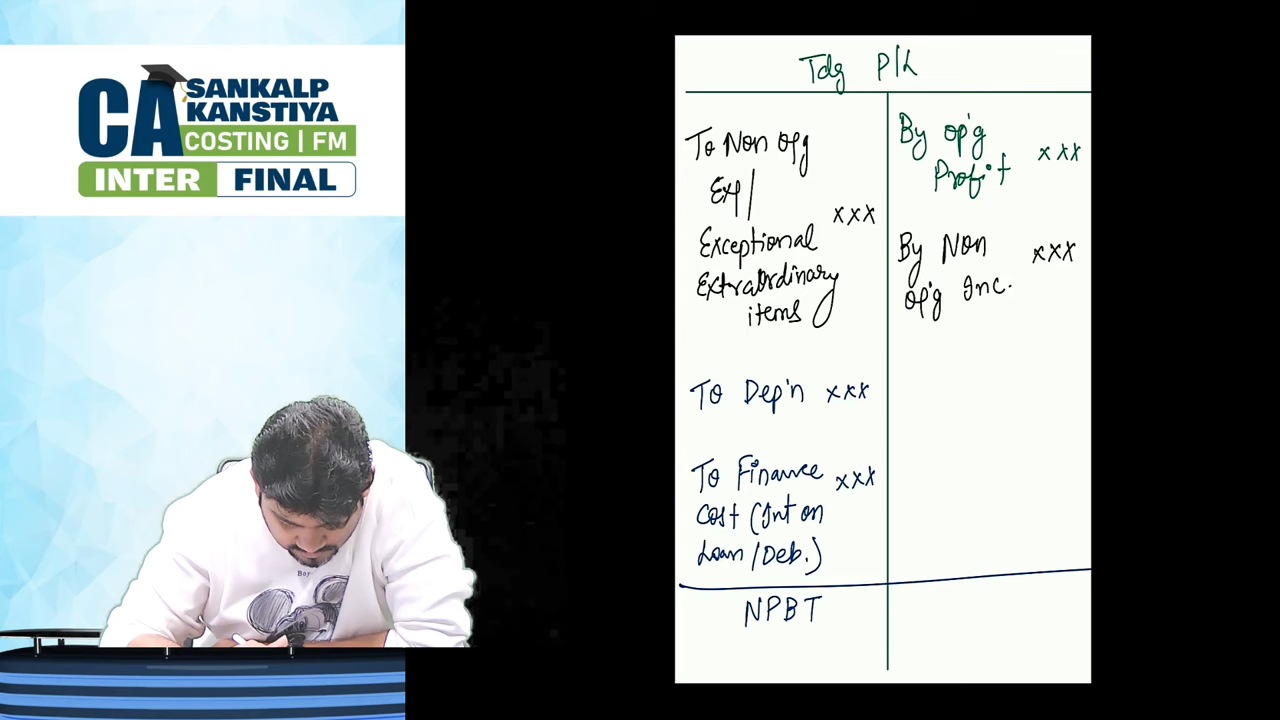 CA SANKALP
KANSTIYA
COSTING | FM
INTER FINAL
Tdg P/L
To Non opg
Exp/
xxx
Exceptional
Extraordinary
items
To Dep'n xxx
To Finance xxx
Cost (Int on
Loan/Deb.)
NPBT
By op'g
Profit xxx
By Non xxx
op'g Inc.